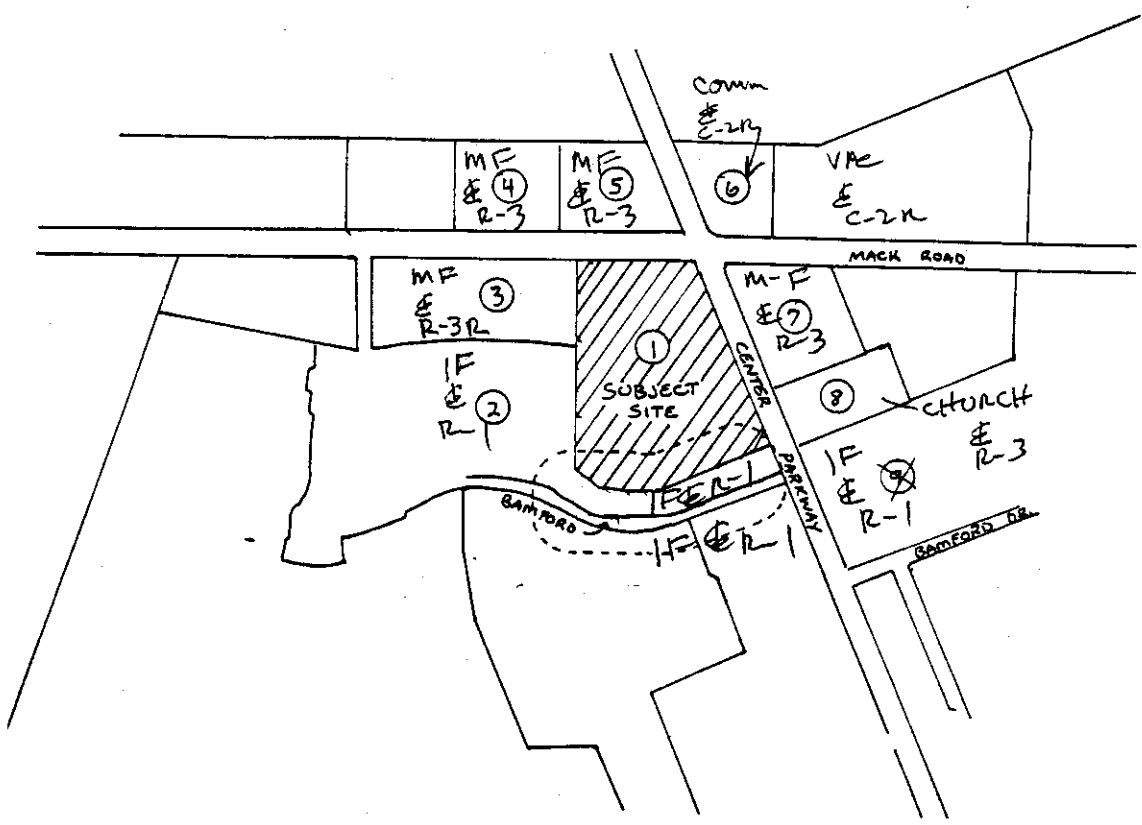 Comm
&
C-2R
6
MF
& 4
R-3
MF
& 5
R-3
VAC
&
C-2R
MACK ROAD
MF
& 3
R-3R
1F
&
2
R-1
1
SUBJECT
SITE
M-F
& 7
R-3
CENTER
PARKWAY
8
CHURCH
&
R-3
1F
&
R-1
1F & R-1
BAMFORD
1F & R-1
BAMFORD DR.